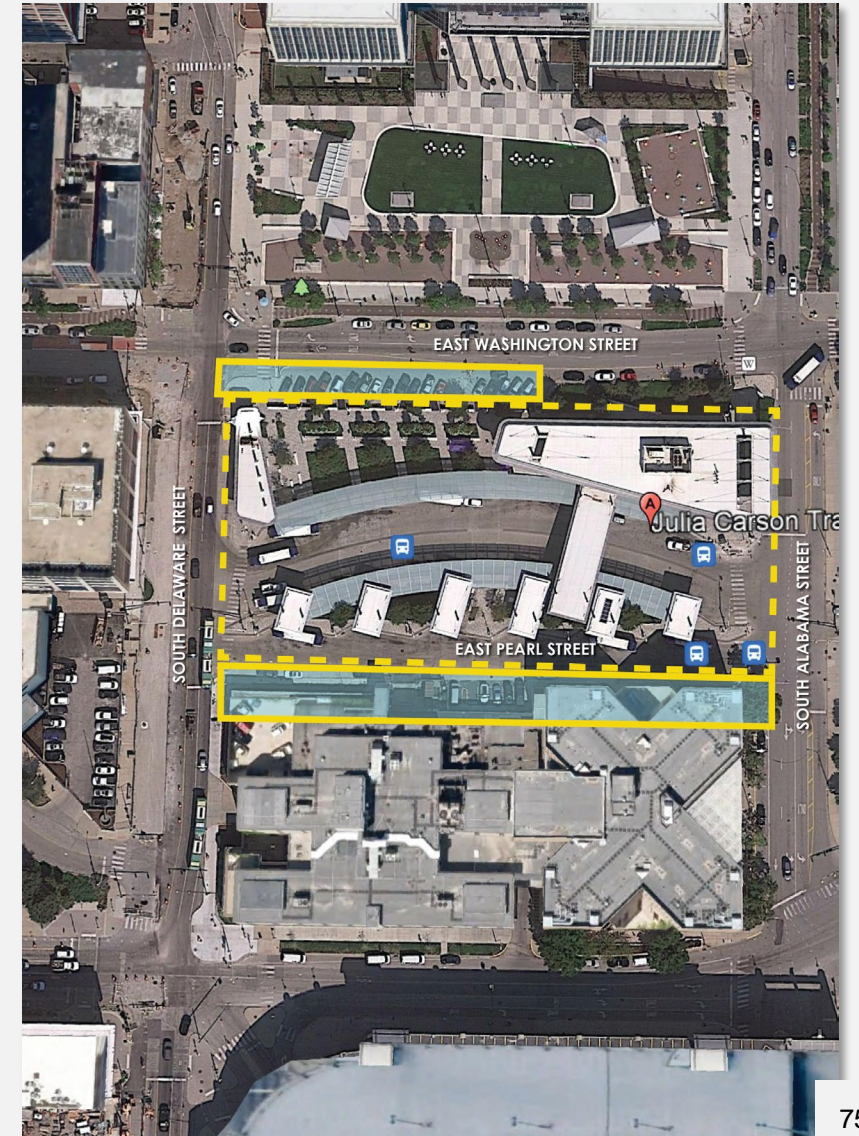 EAST WASHINGTON STREET
W
SOUTH DELAWARE STREET
A
Julia Carson Tra
SOUTH ALABAMA STREET
EAST PEARL STREET
75